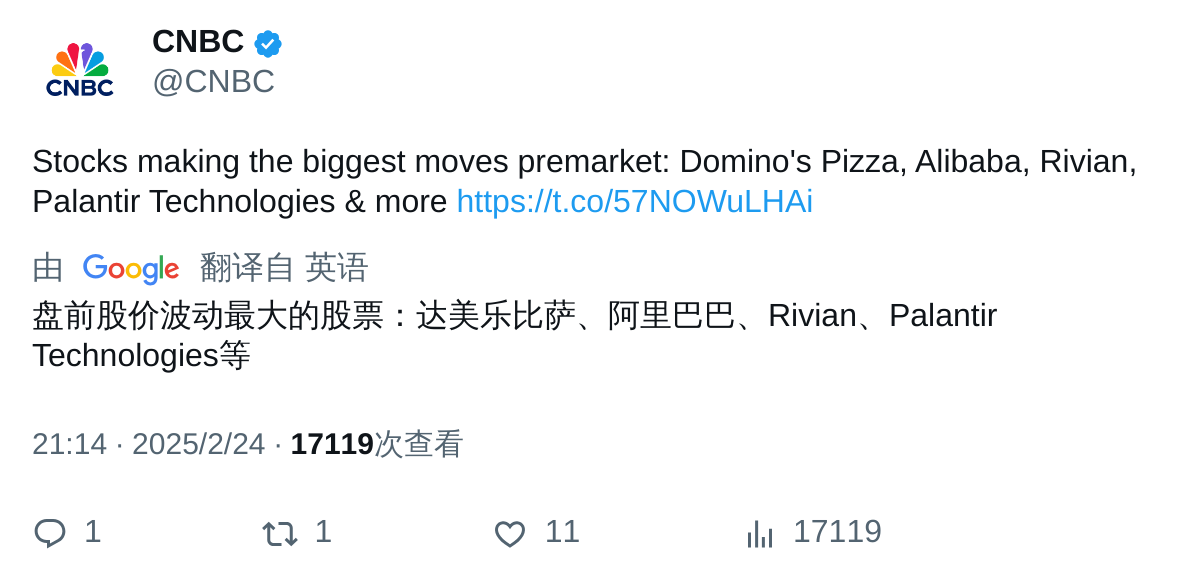 CNBC
CNBC
@CNBC
Stocks making the biggest moves premarket: Domino's Pizza, Alibaba, Rivian,
Palantir Technologies & more https://t.co/57NOWuLHAi
由 Google 翻译自 英语
盘前股价波动最大的股票：达美乐比萨、阿里巴巴、Rivian、Palantir
Technologies等
21:14 · 2025/2/24 · 17119次查看
1 1 11 17119